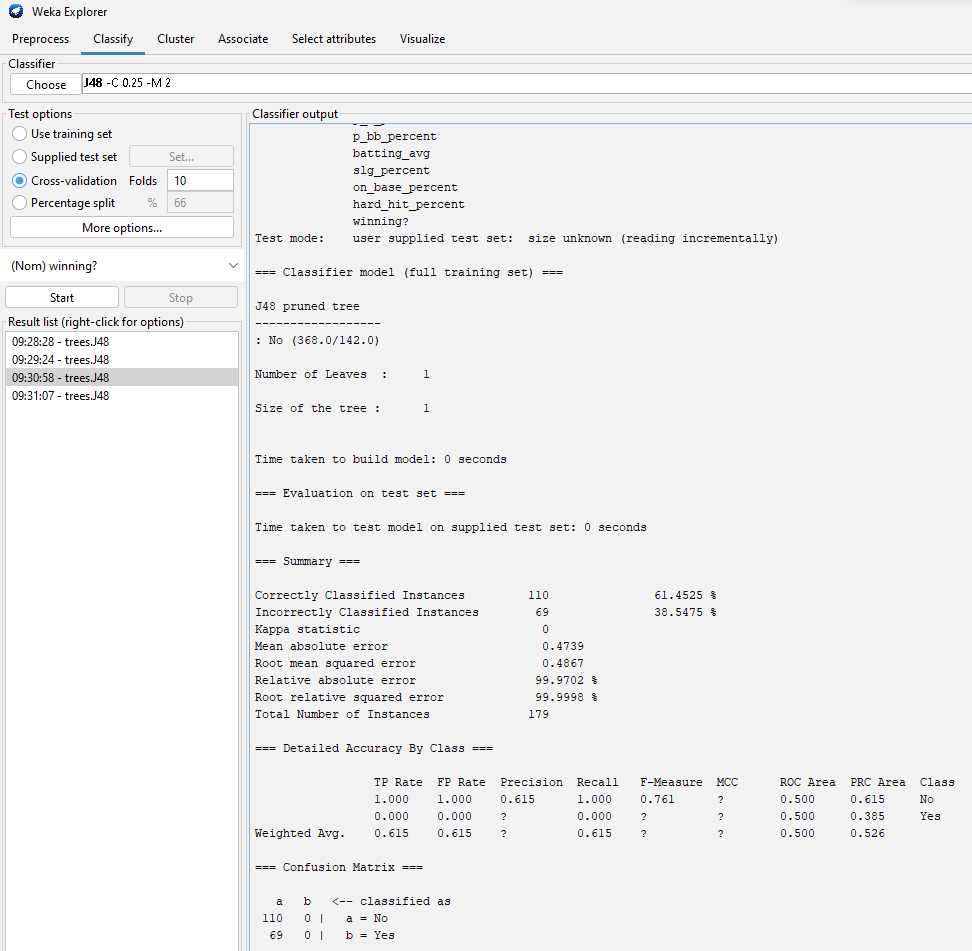 Weka Explorer
Preprocess Classify Cluster Associate Select attributes Visualize
Classifier
Choose J48 -C 0.25 -M 2
Test options
Use training set
Supplied test set Set...
Cross-validation Folds 10
Percentage split % 66
More options...
(Nom) winning?
Start Stop
Result list (right-click for options)
09:28:28 - trees.J48
09:29:24 - trees.J48
09:30:58 - trees.J48
09:31:07 - trees.J48
Classifier output
p_bb_percent
batting_avg
slg_percent
on_base_percent
hard_hit_percent
winning?
Test mode: user supplied test set: size unknown (reading incrementally)
=== Classifier model (full training set) ===
J48 pruned tree
------------------
: No (368.0/142.0)
Number of Leaves : 1
Size of the tree : 1
Time taken to build model: 0 seconds
=== Evaluation on test set ===
Time taken to test model on supplied test set: 0 seconds
=== Summary ===
Correctly Classified Instances 110 61.4525 %
Incorrectly Classified Instances 69 38.5475 %
Kappa statistic 0
Mean absolute error 0.4739
Root mean squared error 0.4867
Relative absolute error 99.9702 %
Root relative squared error 99.9998 %
Total Number of Instances 179
=== Detailed Accuracy By Class ===
TP Rate FP Rate Precision Recall F-Measure MCC ROC Area PRC Area Class
1.000 1.000 0.615 1.000 0.761 ? 0.500 0.615 No
0.000 0.000 ? 0.000 ? ? 0.500 0.385 Yes
Weighted Avg. 0.615 0.615 ? 0.615 ? ? 0.500 0.526
=== Confusion Matrix ===
a b <-- classified as
110 0 | a = No
69 0 | b = Yes